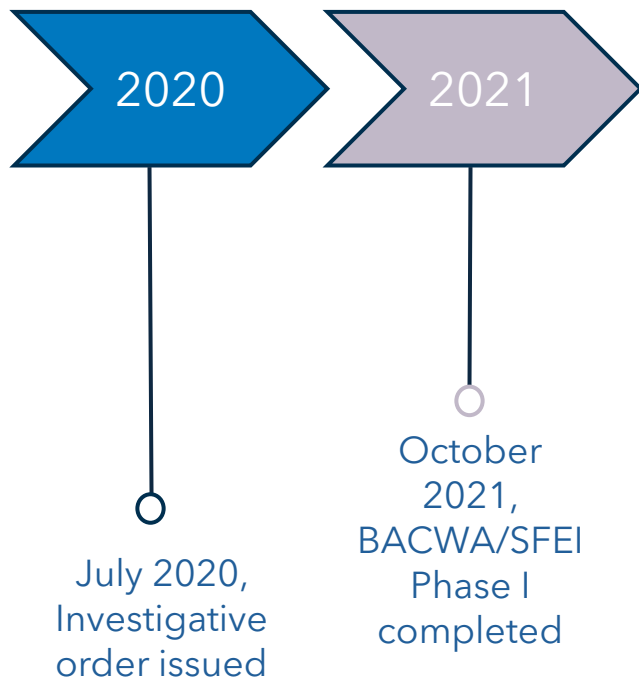 2020
2021
July 2020,
Investigative
order issued
October
2021,
BACWA/SFEI
Phase I
completed